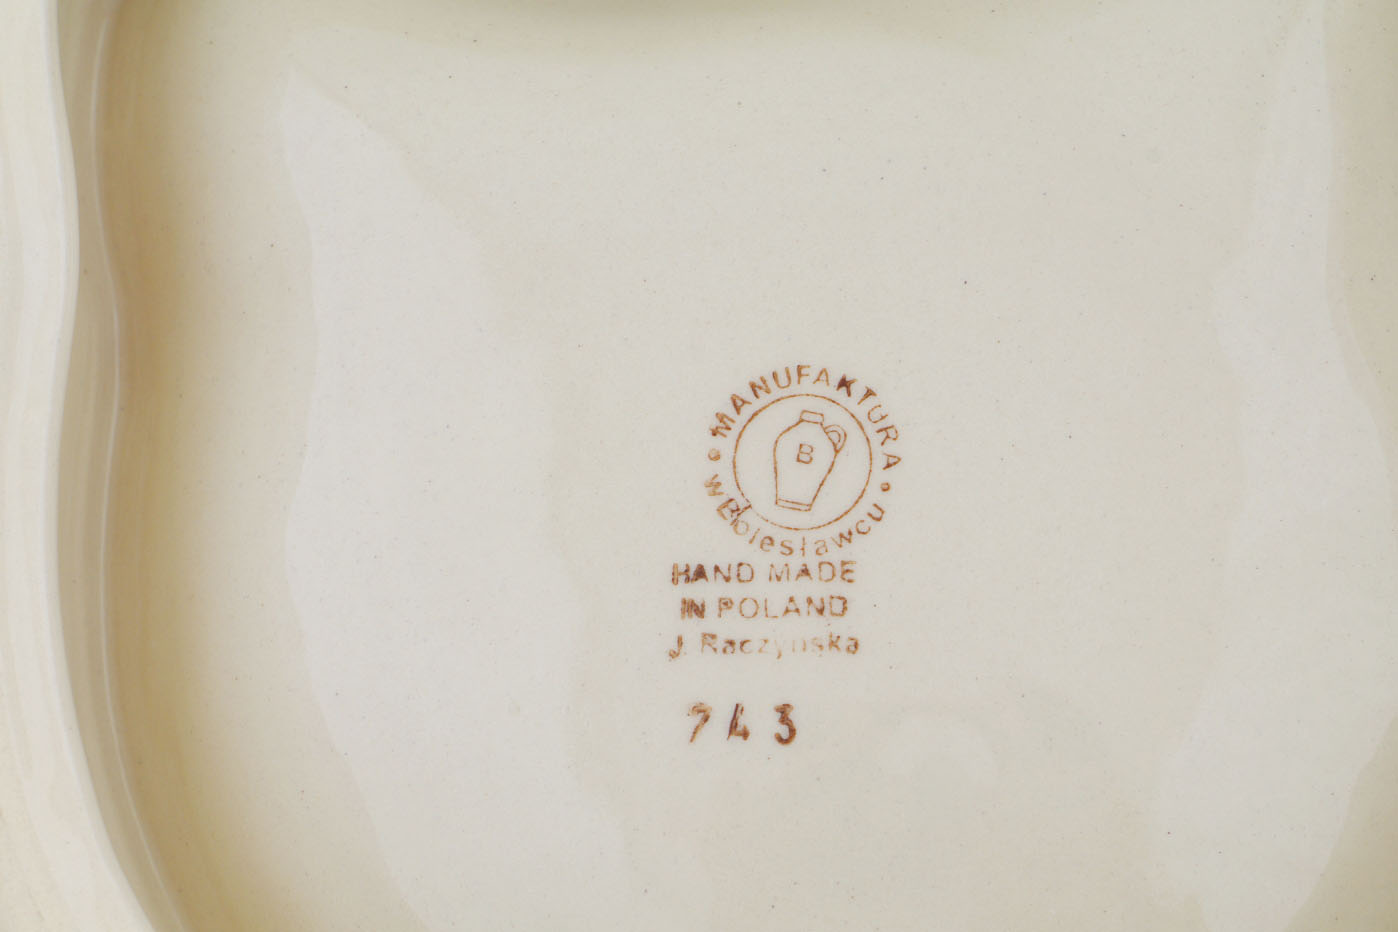 MANUFAKTURA
w Bolesławcu
B
HAND MADE
IN POLAND
J. Raczyńska
743